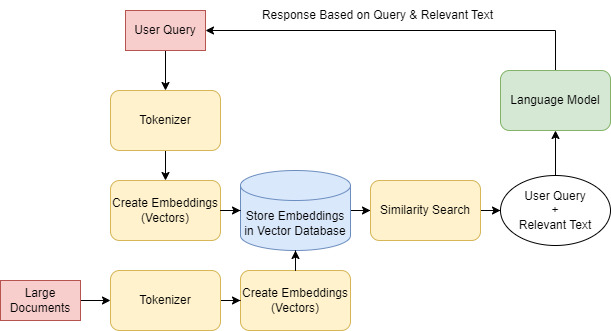 Response Based on Query & Relevant Text
User Query
Tokenizer
Create Embeddings
(Vectors)
Store Embeddings
in Vector Database
Similarity Search
User Query
+
Relevant Text
Language Model
Large
Documents
Tokenizer
Create Embeddings
(Vectors)